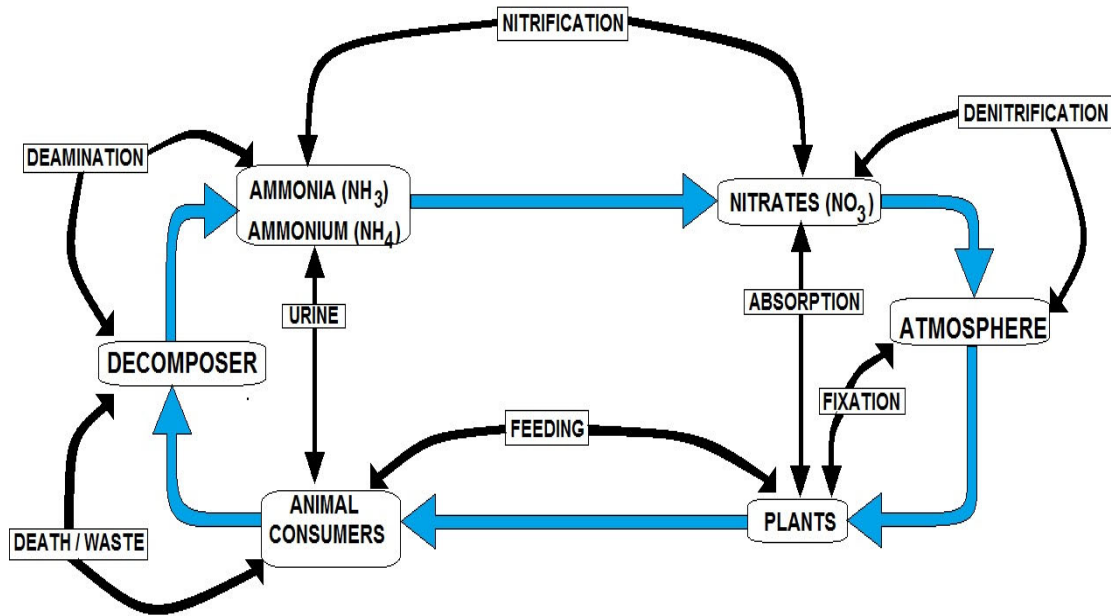 NITRIFICATION
DENITRIFICATION
DEAMINATION
AMMONIA (NH3)
AMMONIUM (NH4)
NITRATES (NO3)
URINE
ABSORPTION
ATMOSPHERE
DECOMPOSER
FIXATION
FEEDING
ANIMAL
CONSUMERS
PLANTS
DEATH / WASTE